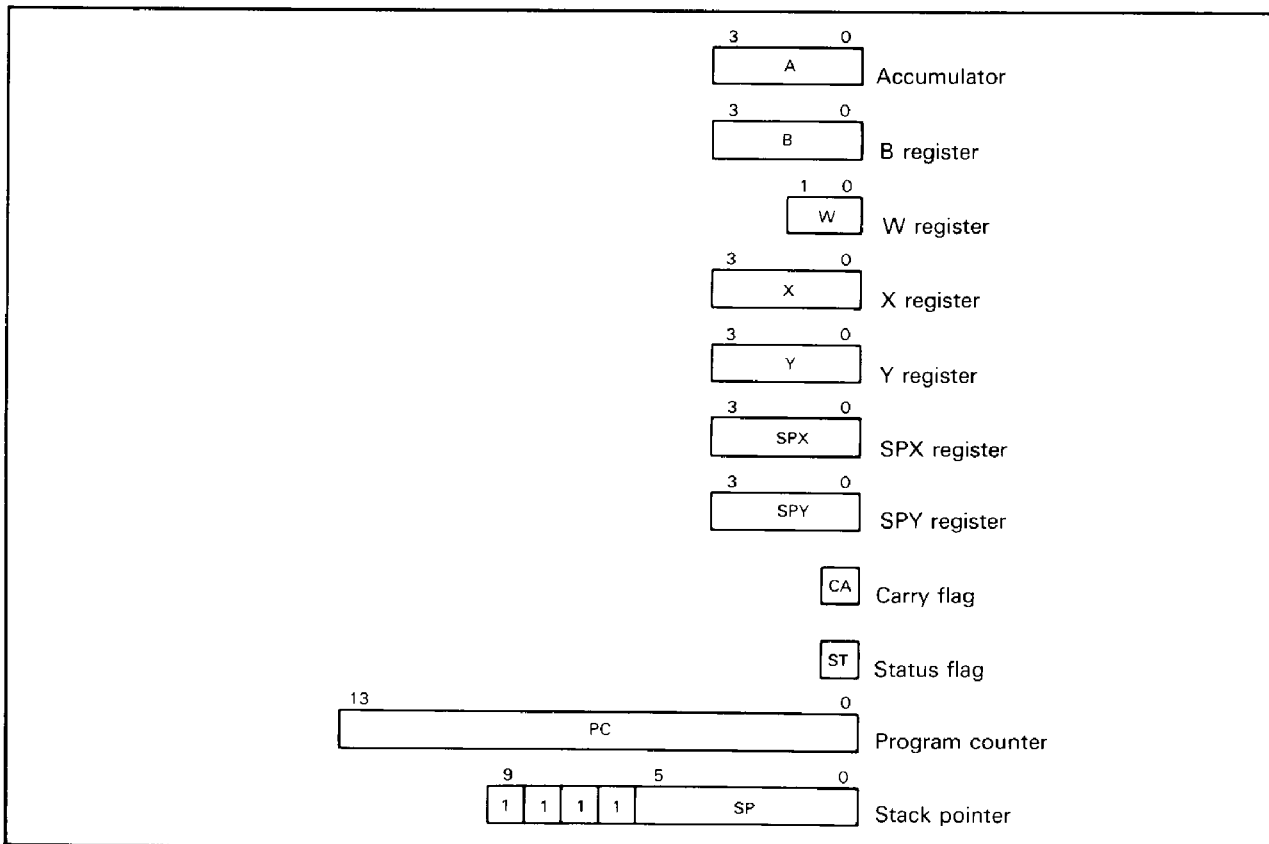 3 0
A Accumulator
3 0
B B register
1 0
W W register
3 0
X X register
3 0
Y Y register
3 0
SPX SPX register
3 0
SPY SPY register
CA Carry flag
ST Status flag
13 0
PC Program counter
9 5 0
1 1 1 1 SP Stack pointer